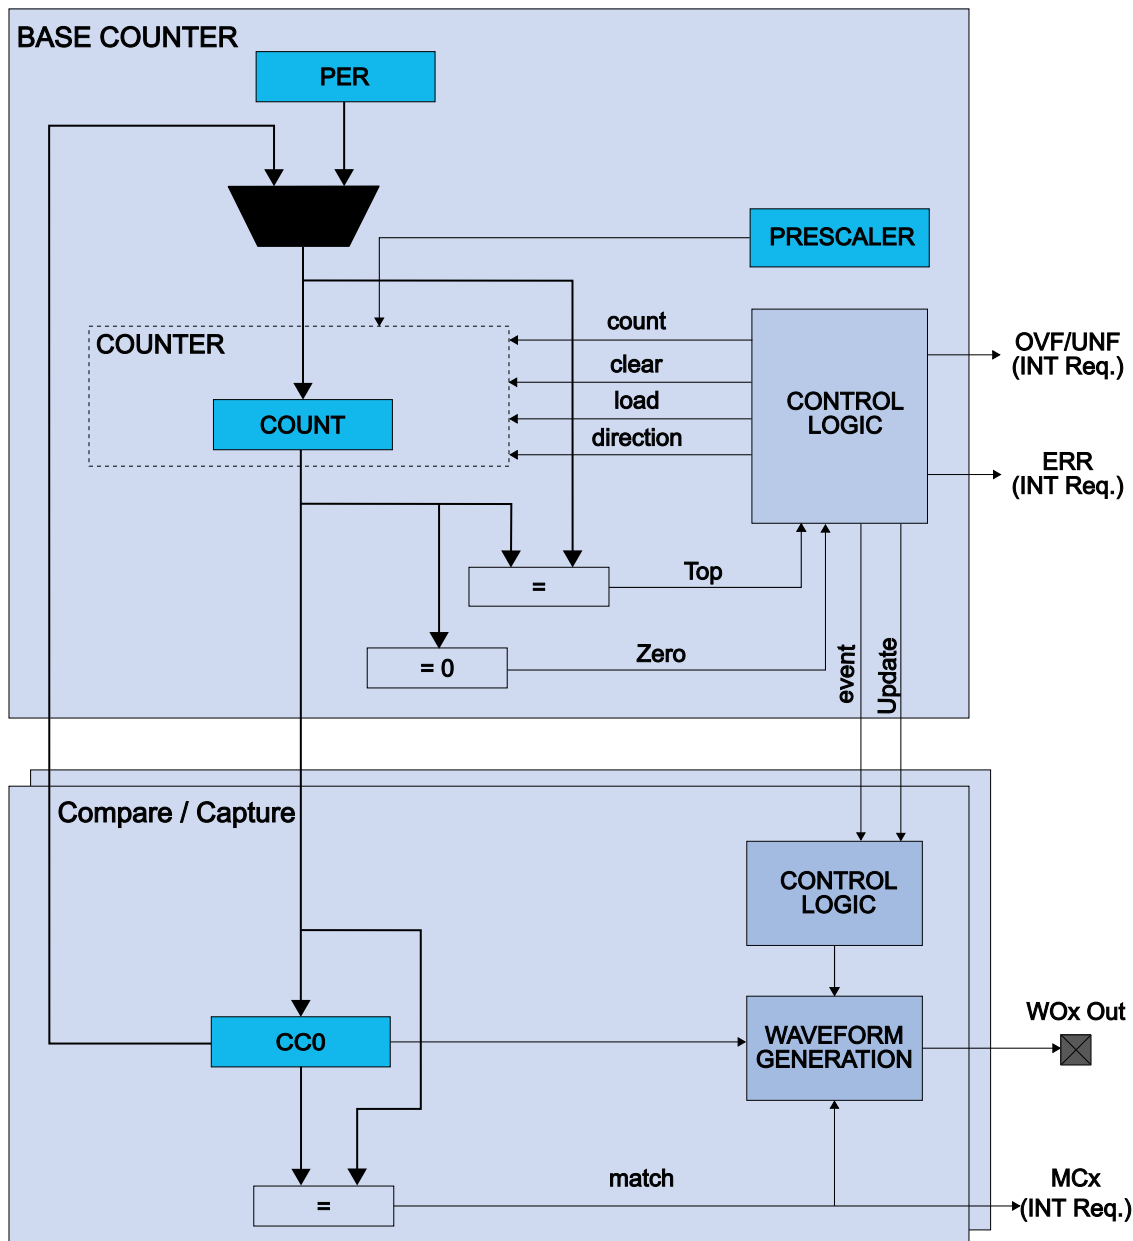 BASE COUNTER
PER
PRESCALER
COUNTER
count
clear
load
direction
COUNT
CONTROL
LOGIC
OVF/UNF
(INT Req.)
ERR
(INT Req.)
=
Top
= 0
Zero
event
Update
Compare / Capture
CONTROL
LOGIC
CC0
WAVEFORM
GENERATION
WOx Out
=
match
MCx
(INT Req.)